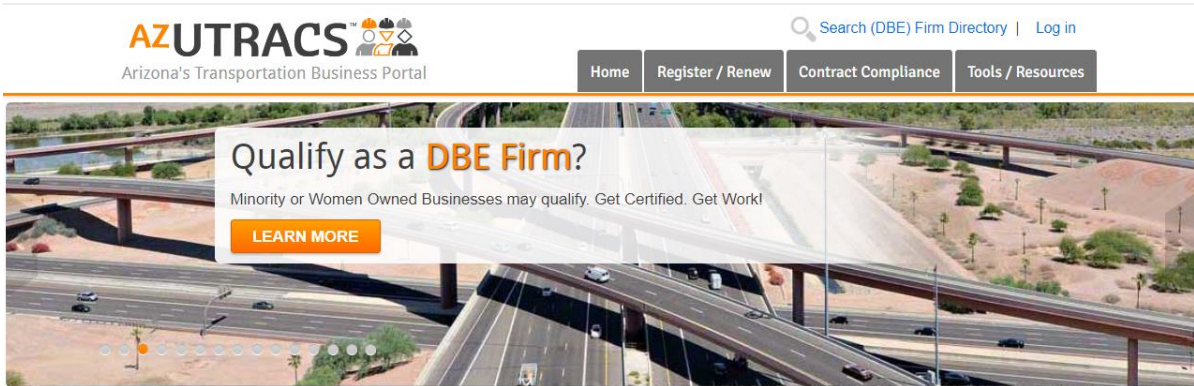 AZUTRACS™
Arizona's Transportation Business Portal
Search (DBE) Firm Directory | Log in
Home Register / Renew Contract Compliance Tools / Resources
Qualify as a DBE Firm?
Minority or Women Owned Businesses may qualify. Get Certified. Get Work!
LEARN MORE